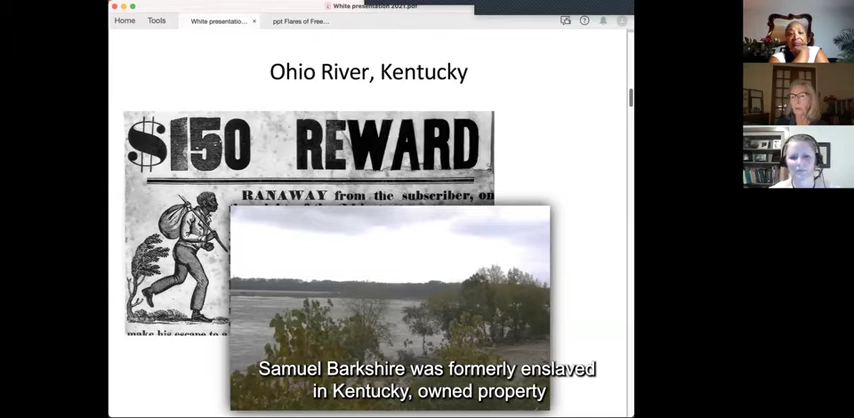 White presentation 2021.pdf
Home Tools White presentatio... × ppt Flares of Free...
Ohio River, Kentucky
$150 REWARD
RANAWAY from the subscriber, on
make his escape to a
Samuel Barkshire was formerly enslaved
in Kentucky, owned property